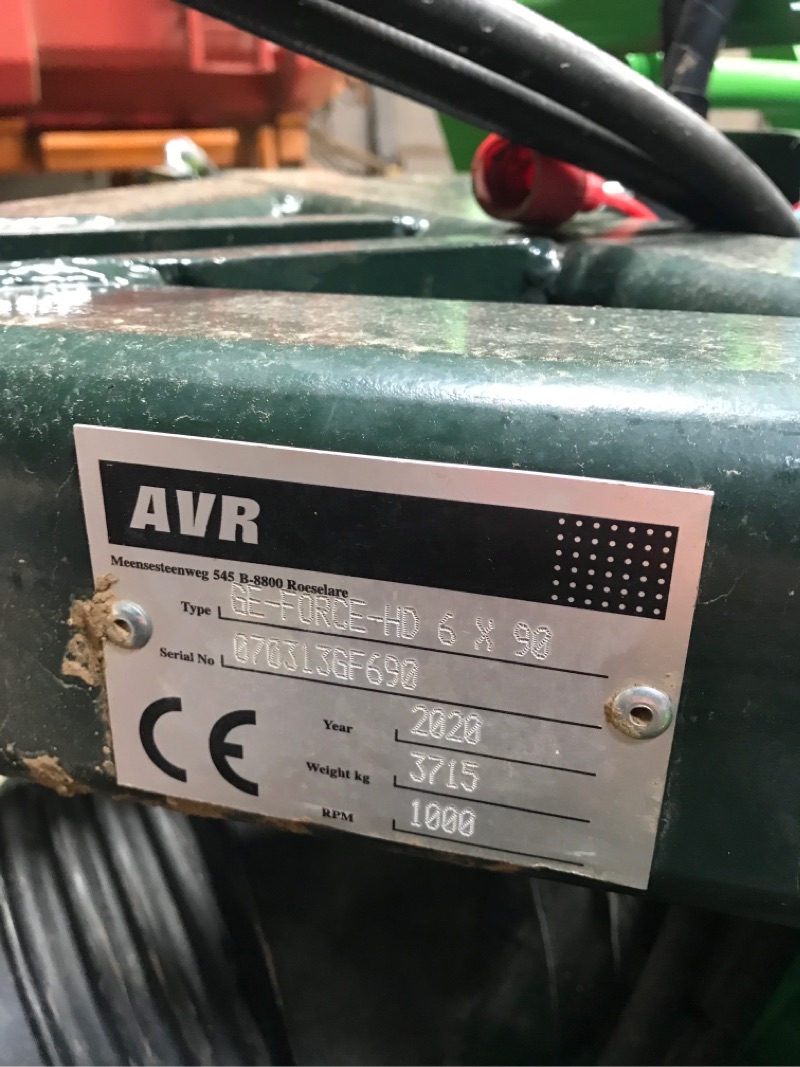 AVR
Meensesteenweg 545 B-8800 Roeselare
Type GE-FORCE-HD 6 X 90
Serial No 070313GF690
CE
Year 2020
Weight kg 3715
RPM 1000